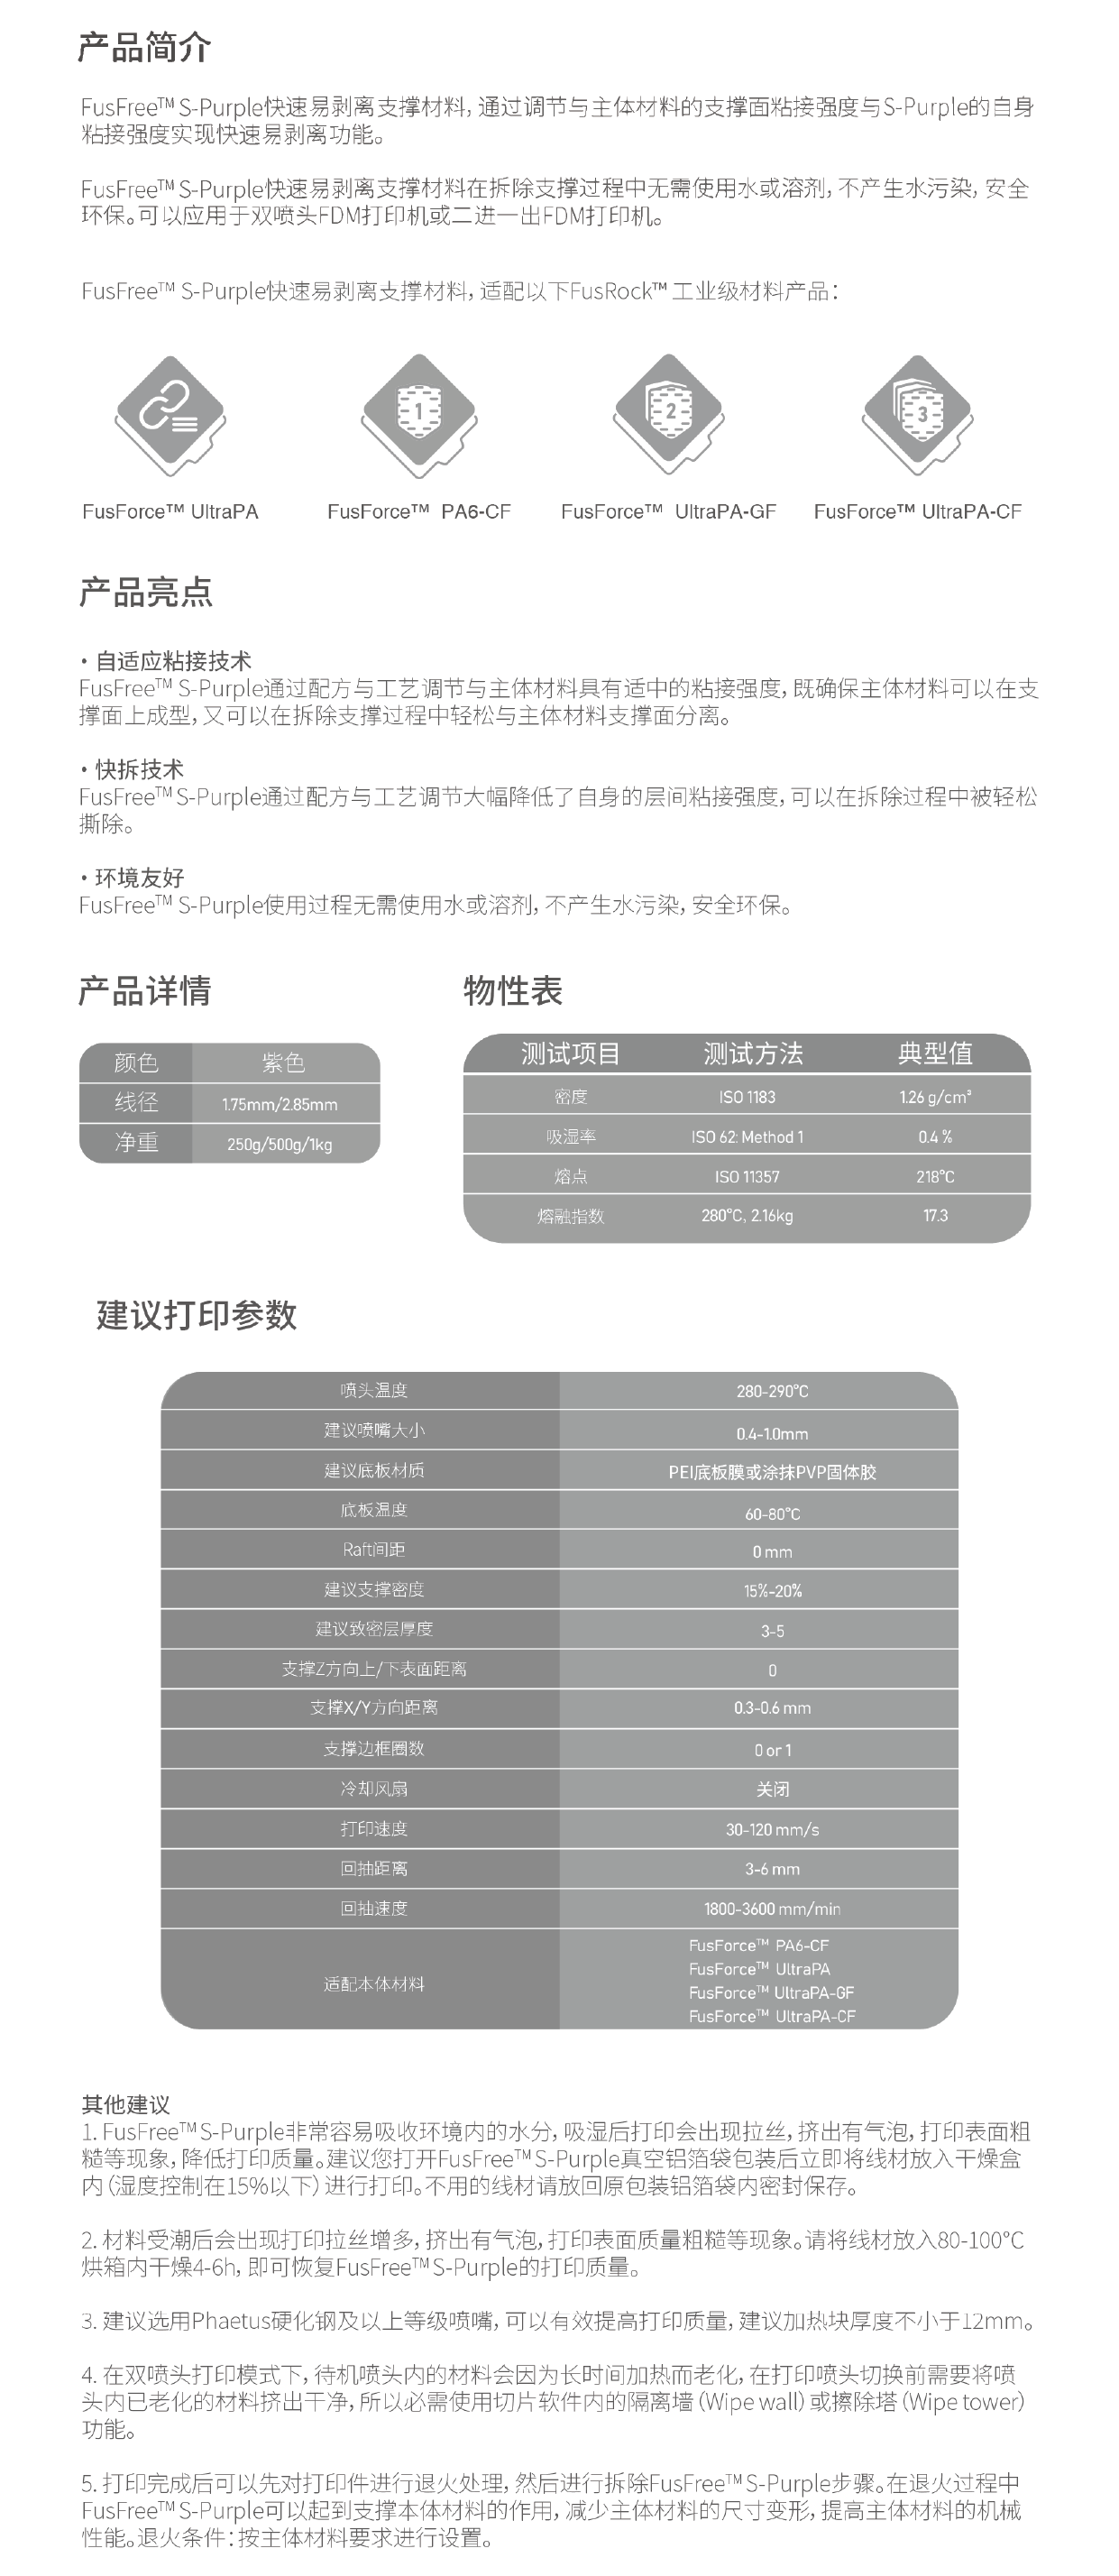 产品简介
FusFree™ S-Purple快速易剥离支撑材料，通过调节与主体材料的支撑面粘接强度与S-Purple的自身
粘接强度实现快速易剥离功能。
FusFree™ S-Purple快速易剥离支撑材料在拆除支撑过程中无需使用水或溶剂，不产生水污染，安全
环保。可以应用于双喷头FDM打印机或二进一出FDM打印机。
FusFree™ S-Purple快速易剥离支撑材料，适配以下FusRock™ 工业级材料产品：
1
2
3
FusForce™ UltraPA
FusForce™ PA6-CF
FusForce™ UltraPA-GF
FusForce™ UltraPA-CF
产品亮点
· 自适应粘接技术
FusFree™ S-Purple通过配方与工艺调节与主体材料具有适中的粘接强度，既确保主体材料可以在支
撑面上成型，又可以在拆除支撑过程中轻松与主体材料支撑面分离。
· 快拆技术
FusFree™ S-Purple通过配方与工艺调节大幅降低了自身的层间粘接强度，可以在拆除过程中被轻松
撕除。
· 环境友好
FusFree™ S-Purple使用过程无需使用水或溶剂，不产生水污染，安全环保。
产品详情
颜色 紫色
线径 1.75mm/2.85mm
净重 250g/500g/1kg
物性表
测试项目 测试方法 典型值
密度 ISO 1183 1.26 g/cm³
吸湿率 ISO 62: Method 1 0.4 %
熔点 ISO 11357 218°C
熔融指数 280°C, 2.16kg 17.3
建议打印参数
喷头温度 280-290°C
建议喷嘴大小 0.4-1.0mm
建议底板材质 PEI底板膜或涂抹PVP固体胶
底板温度 60-80°C
Raft间距 0 mm
建议支撑密度 15%-20%
建议致密层厚度 3-5
支撑Z方向上/下表面距离 0
支撑X/Y方向距离 0.3-0.6 mm
支撑边框圈数 0 or 1
冷却风扇 关闭
打印速度 30-120 mm/s
回抽距离 3-6 mm
回抽速度 1800-3600 mm/min
适配本体材料
FusForce™ PA6-CF
FusForce™ UltraPA
FusForce™ UltraPA-GF
FusForce™ UltraPA-CF
其他建议
1. FusFree™ S-Purple非常容易吸收环境内的水分，吸湿后打印会出现拉丝，挤出有气泡，打印表面粗
糙等现象，降低打印质量。建议您打开FusFree™ S-Purple真空铝箔袋包装后立即将线材放入干燥盒
内（湿度控制在15%以下）进行打印。不用的线材请放回原包装铝箔袋内密封保存。
2. 材料受潮后会出现打印拉丝增多，挤出有气泡，打印表面质量粗糙等现象。请将线材放入80-100°C
烘箱内干燥4-6h，即可恢复FusFree™ S-Purple的打印质量。
3. 建议选用Phaetus硬化钢及以上等级喷嘴，可以有效提高打印质量，建议加热块厚度不小于12mm。
4. 在双喷头打印模式下，待机喷头内的材料会因为长时间加热而老化，在打印喷头切换前需要将喷
头内已老化的材料挤出干净，所以必需使用切片软件内的隔离墙（Wipe wall）或擦除塔（Wipe tower）
功能。
5. 打印完成后可以先对打印件进行退火处理，然后进行拆除FusFree™ S-Purple步骤。在退火过程中
FusFree™ S-Purple可以起到支撑本体材料的作用，减少主体材料的尺寸变形，提高主体材料的机械
性能。退火条件：按主体材料要求进行设置。